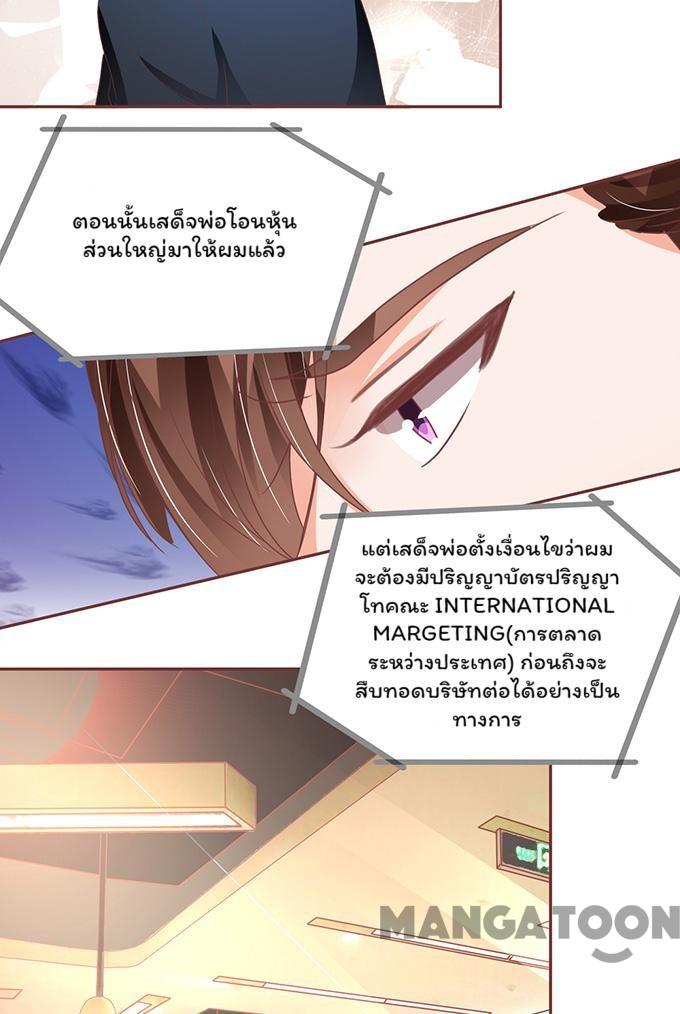 ตอนนั้นเสด็จพ่อโอนหุ้น
ส่วนใหญ่มาให้ผมแล้ว
แต่เสด็จพ่อตั้งเงื่อนไขว่าผม
จะต้องมีปริญญาบัตรปริญญา
โทคณะ INTERNATIONAL
MARGETING(การตลาด
ระหว่างประเทศ) ก่อนถึงจะ
สืบทอดบริษัทต่อได้อย่างเป็น
ทางการ
MANGATOON